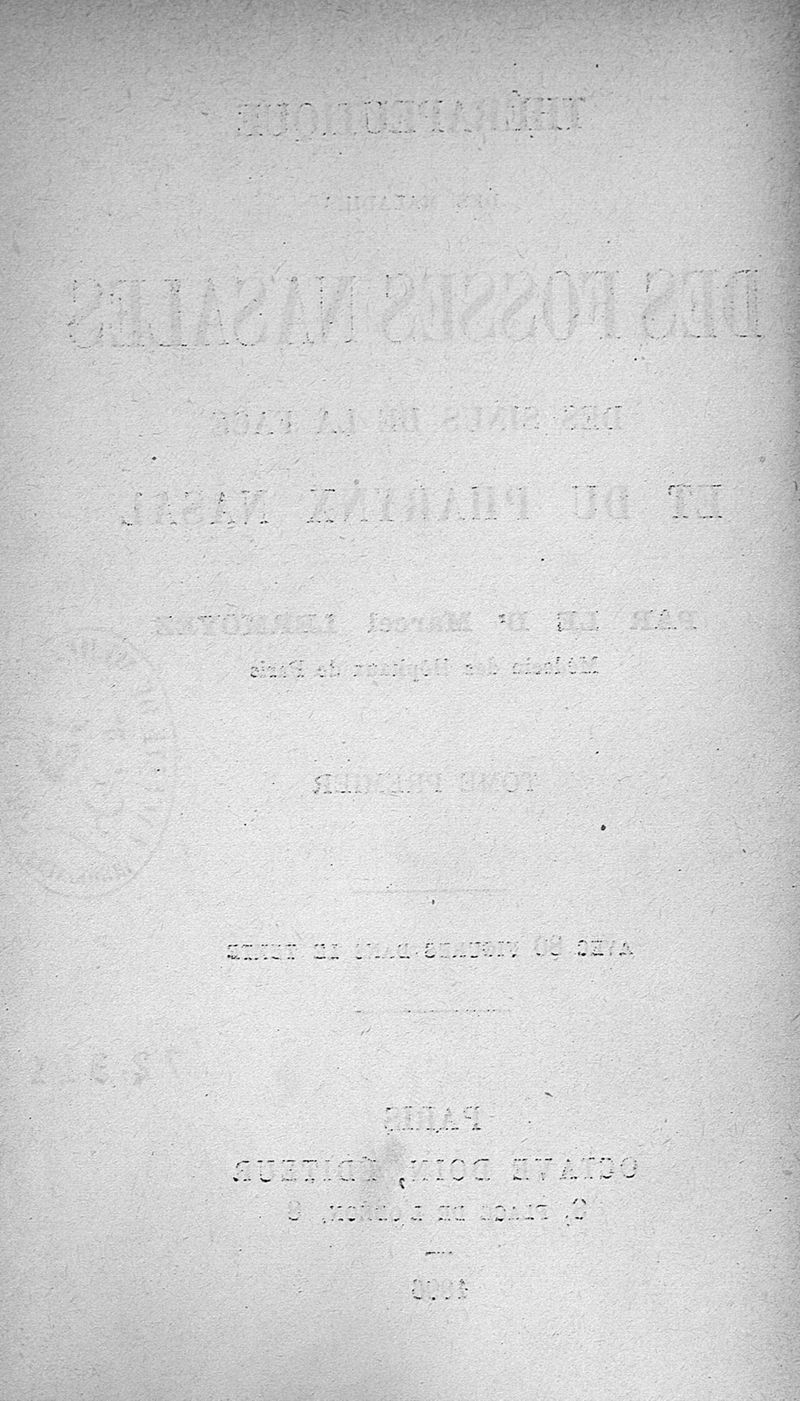 THÉRAPEUTIQUE
DES MALADIES
DES FOSSES NASALES
DES SINUS DE LA FACE
ET DU PHARYNX NASAL
PAR LE Dr Marcel LERMOYEZ
Médecin des Hôpitaux de Paris
TOME PREMIER
AVEC 80 FIGURES DANS LE TEXTE
PARIS
OCTAVE DOIN, ÉDITEUR
8, PLACE DE L'ODÉON, 8